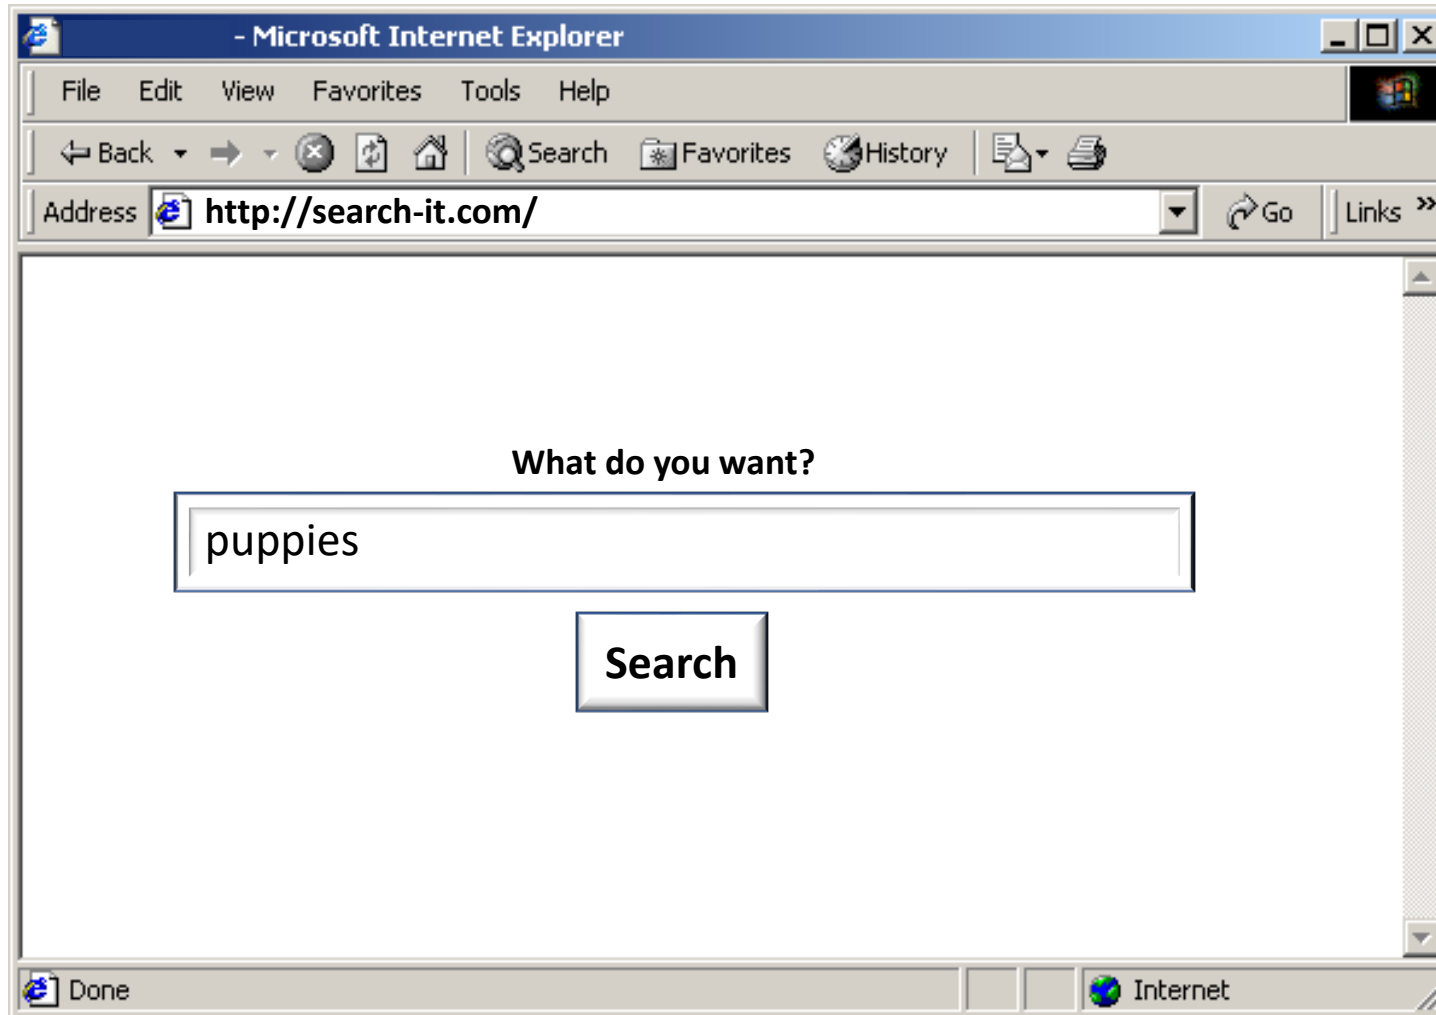 - Microsoft Internet Explorer
File Edit View Favorites Tools Help
Back Search Favorites History
Address http://search-it.com/ Go Links »
What do you want?
puppies
Search
Done Internet